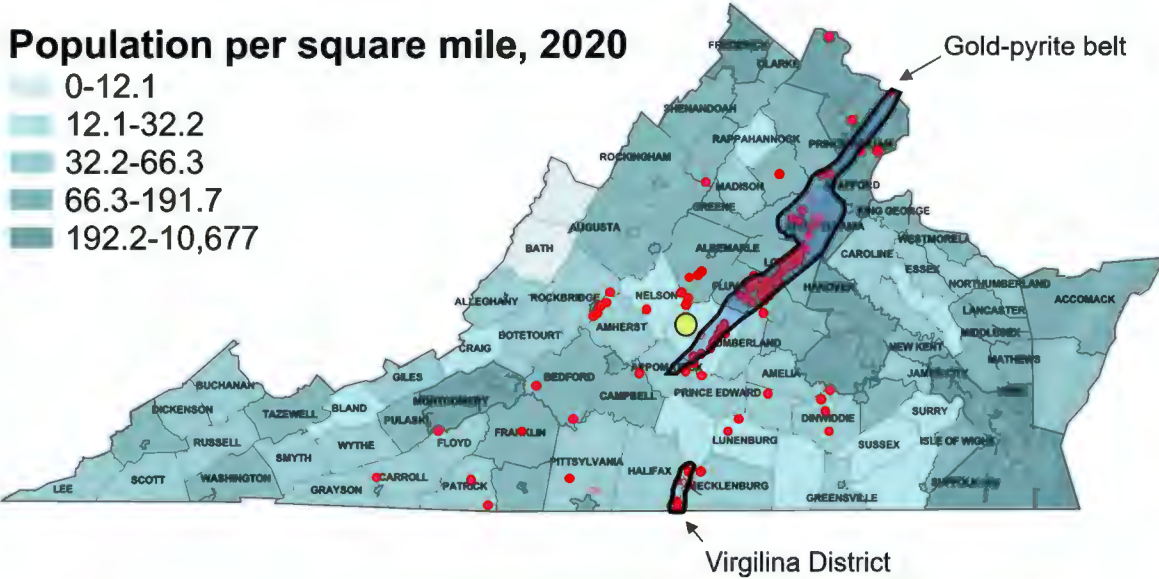 Population per square mile, 2020
0-12.1
12.1-32.2
32.2-66.3
66.3-191.7
192.2-10,677
Gold-pyrite belt
FREDERICK
CLARKE
SHENANDOAH
RAPPAHANNOCK
ROCKINGHAM
MADISON
GREENE
KING GEORGE
AUGUSTA
BATH
ALBEMARLE
CAROLINE
ESSEX
NORTHUMBERLAND
ACCOMACK
ALLEGHANY
ROCKBRIDGE
NELSON
HANOVER
LANCASTER
AMHERST
MIDDLESEX
BOTETOURT
NEW KENT
MATHEWS
CRAIG
GILES
BEDFORD
AMELIA
JAMES CITY
BUCHANAN
CAMPBELL
PRINCE EDWARD
DICKENSON
TAZEWELL
BLAND
PULASKI
MONTGOMERY
SURRY
DINWIDDIE
RUSSELL
WYTHE
FLOYD
FRANKLIN
LUNENBURG
SUSSEX
ISLE OF WIGHT
SMYTH
PITTSYLVANIA
HALIFAX
SCOTT
WASHINGTON
CARROLL
PATRICK
MECKLENBURG
LEE
GRAYSON
GREENSVILLE
Virgilina District